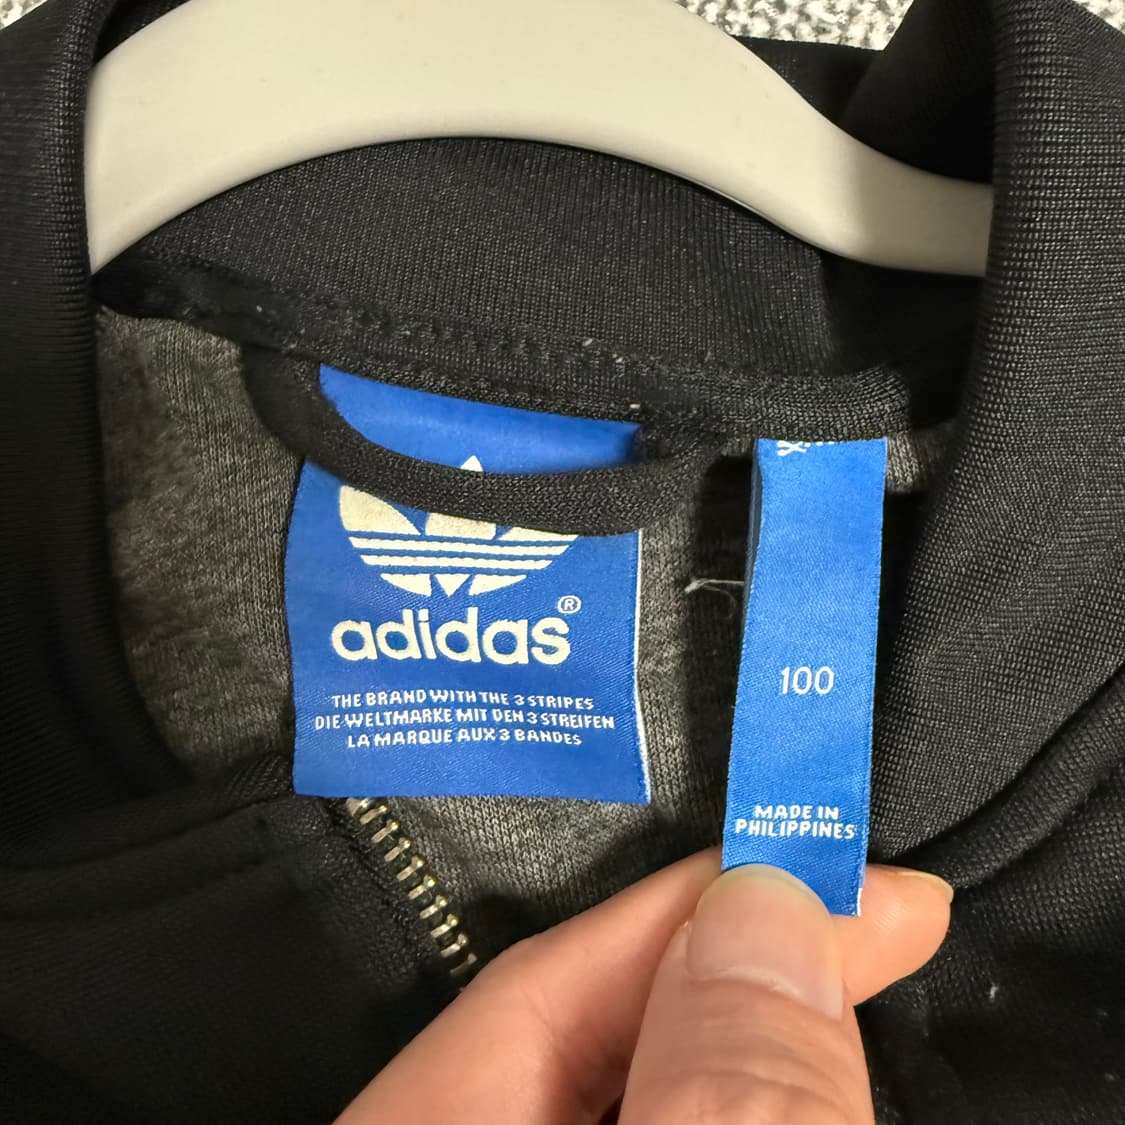 adidas®
THE BRAND WITH THE 3 STRIPES
DIE WELTMARKE MIT DEN 3 STREIFEN
LA MARQUE AUX 3 BANDES
100
MADE IN
PHILIPPINES